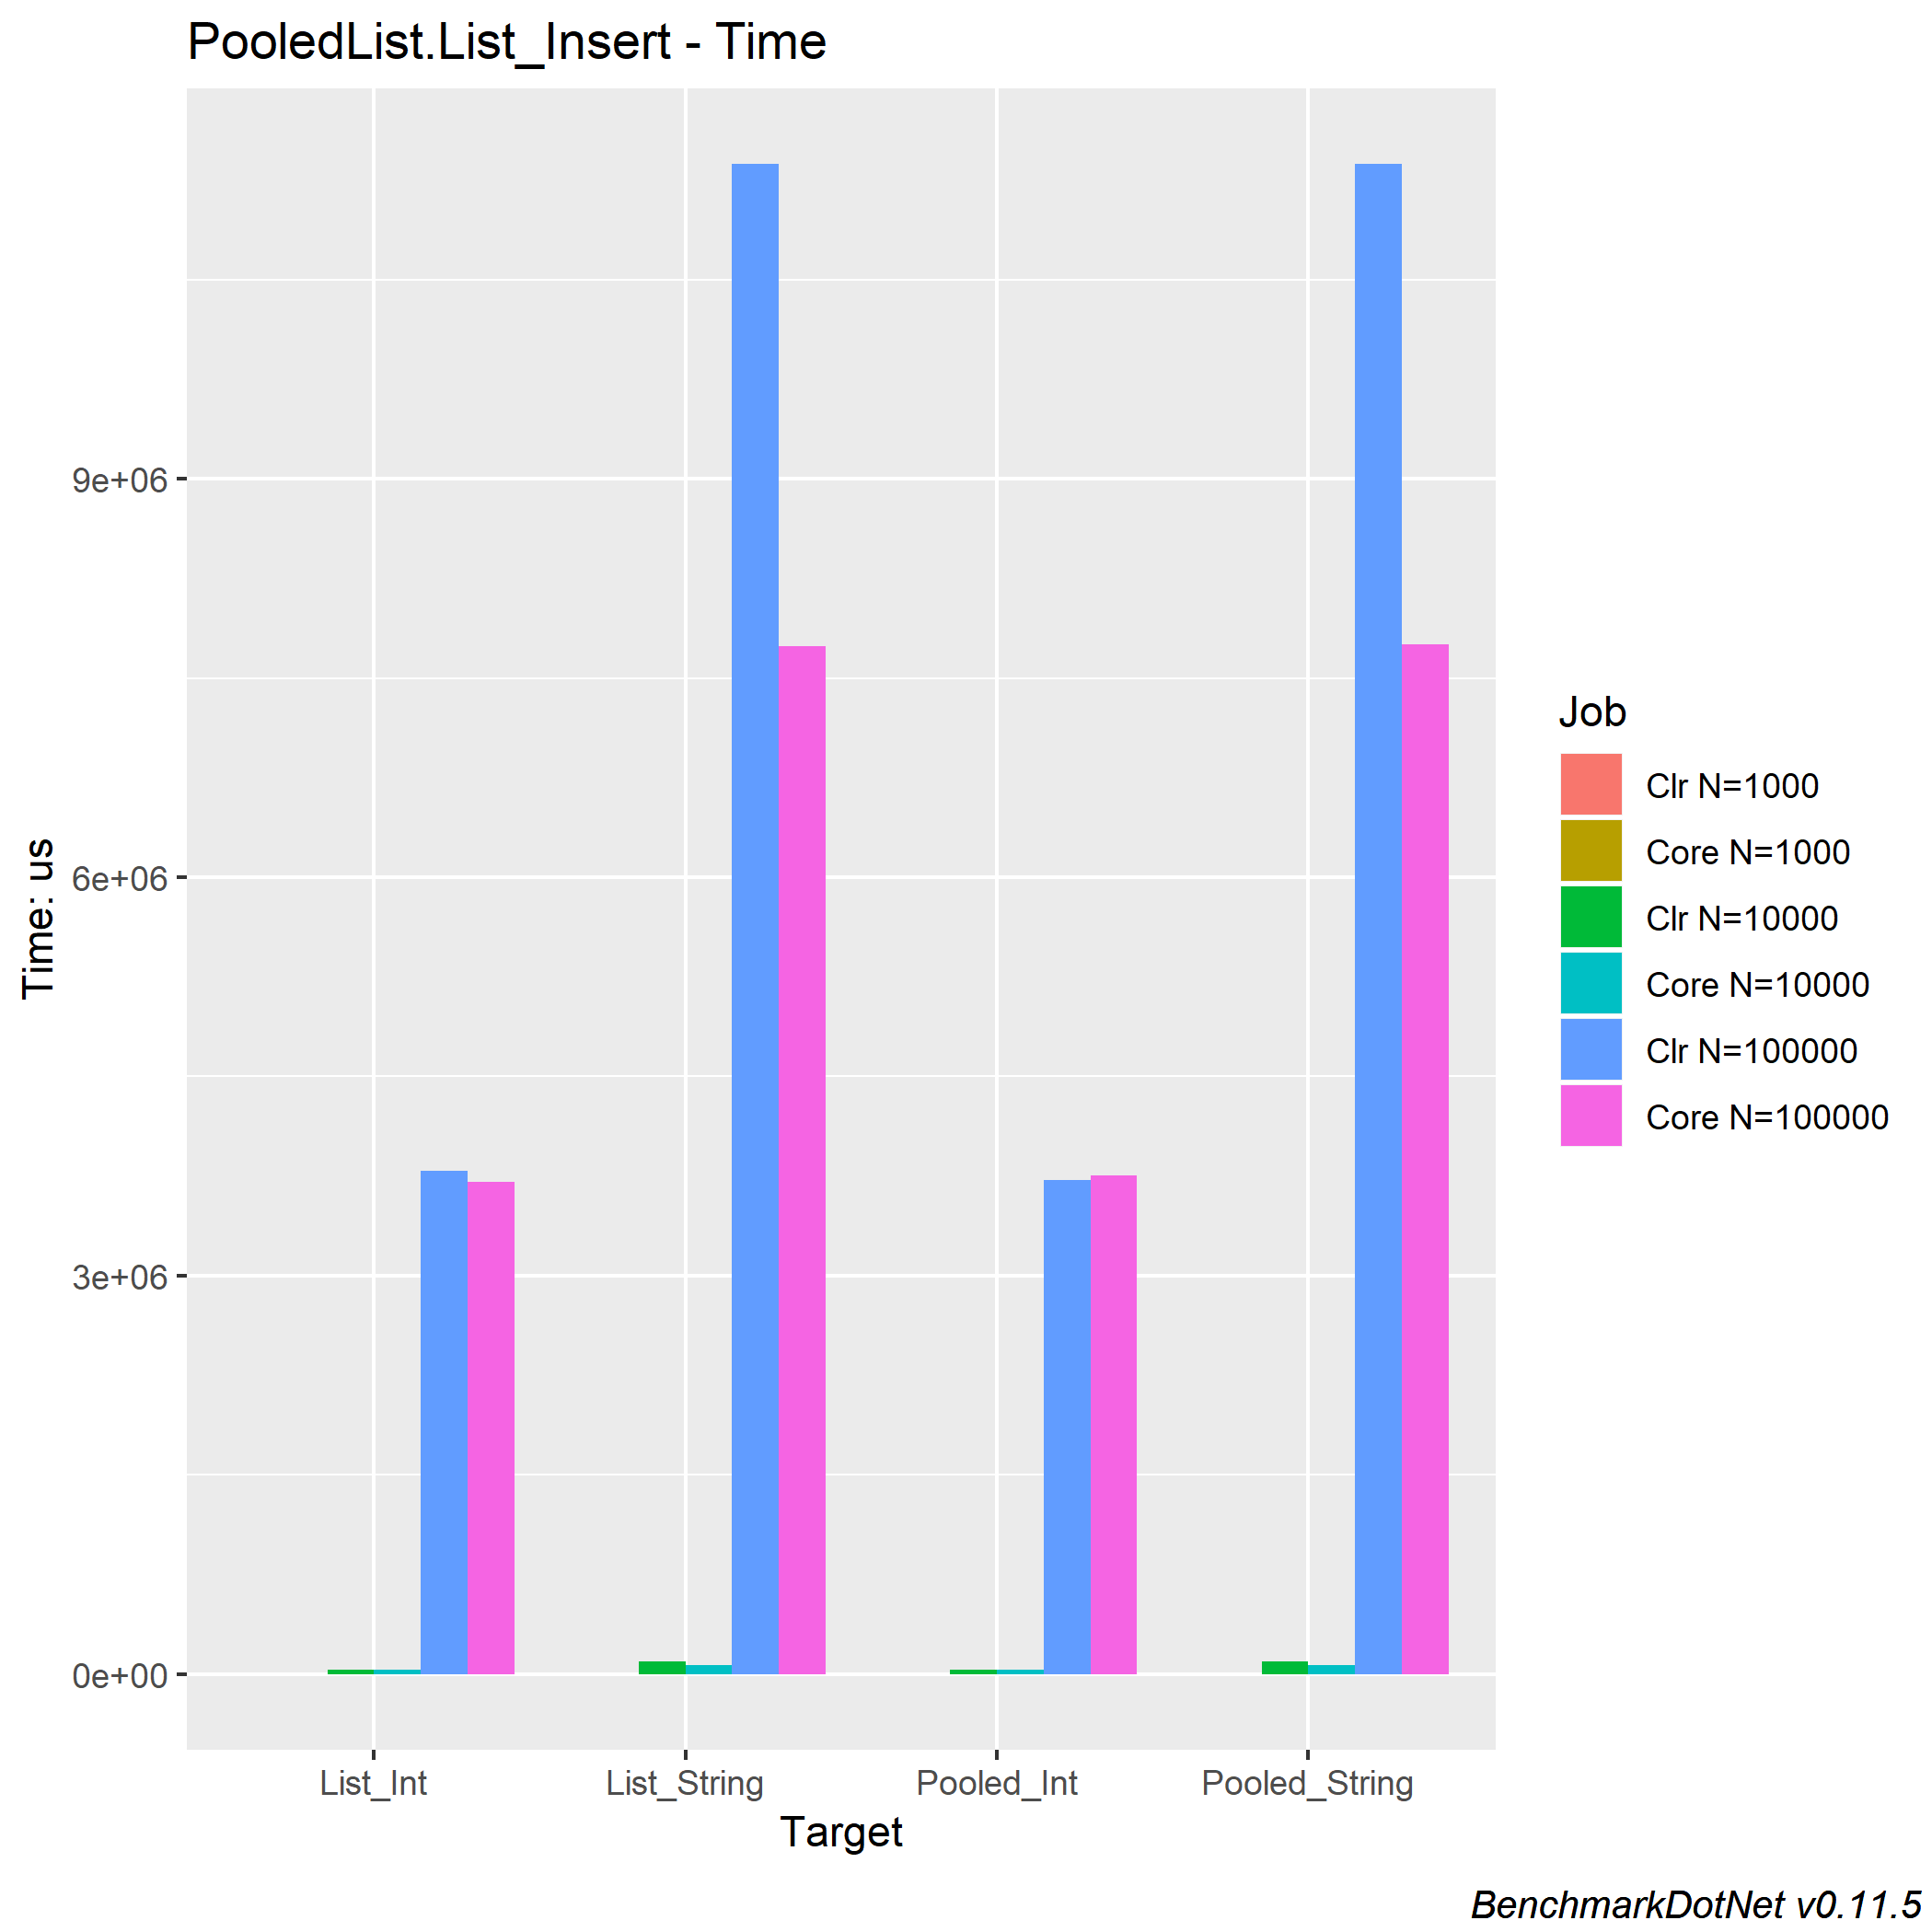 PooledList.List_Insert - Time
Time: us
9e+06
6e+06
3e+06
0e+00
List_Int
List_String
Pooled_Int
Pooled_String
Target
Job
Clr N=1000
Core N=1000
Clr N=10000
Core N=10000
Clr N=100000
Core N=100000
BenchmarkDotNet v0.11.5